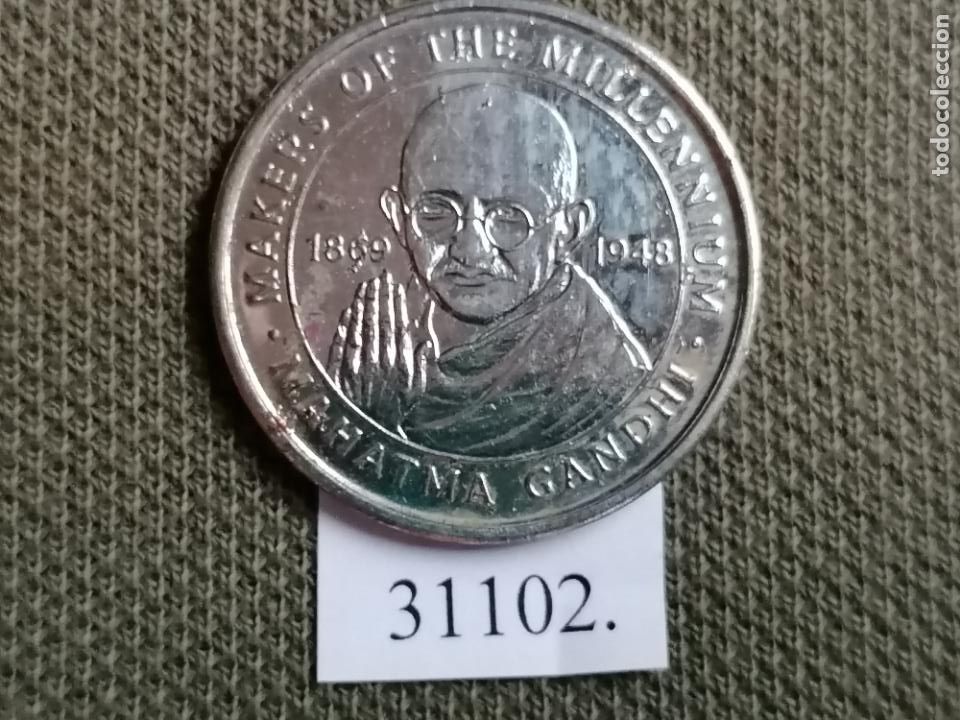 · MAKERS OF THE MILLENNIUM ·
1869 1948
MAHATMA GANDHI
31102.
todocoleccion